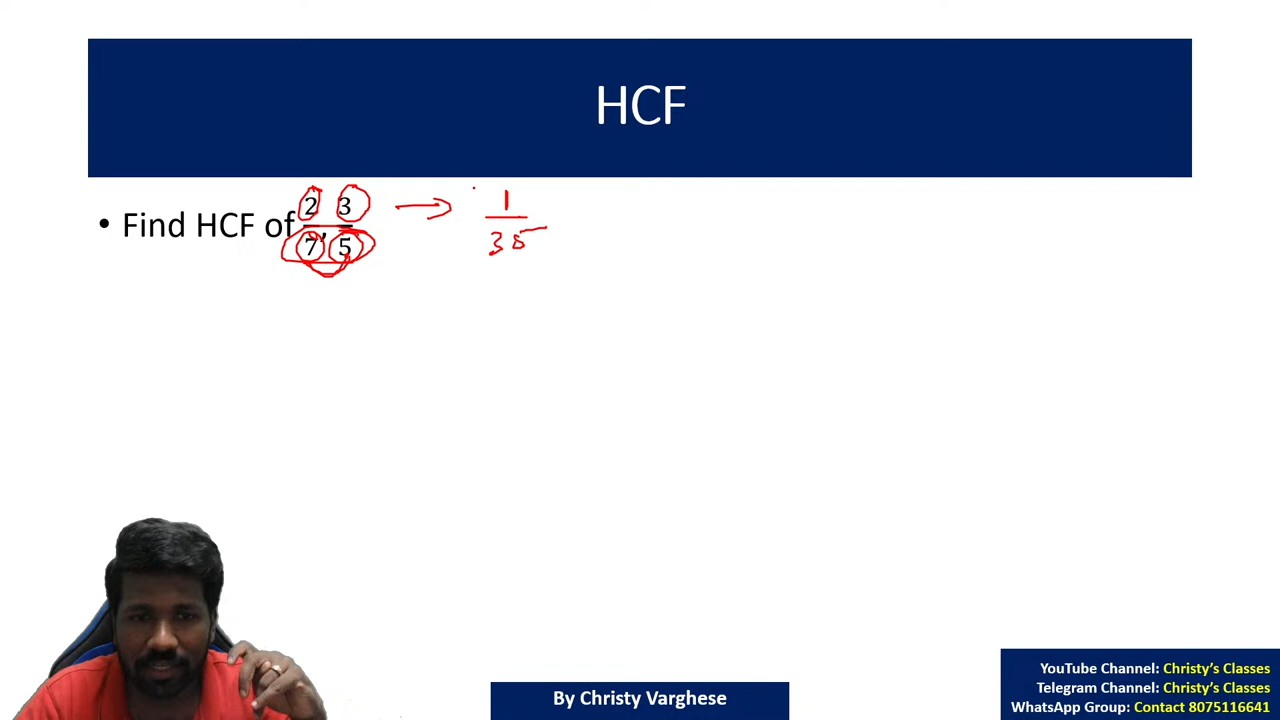 HCF
• Find HCF of 2/7, 3/5 → 1/35
YouTube Channel: Christy's Classes
Telegram Channel: Christy's Classes
WhatsApp Group: Contact 8075116641
By Christy Varghese